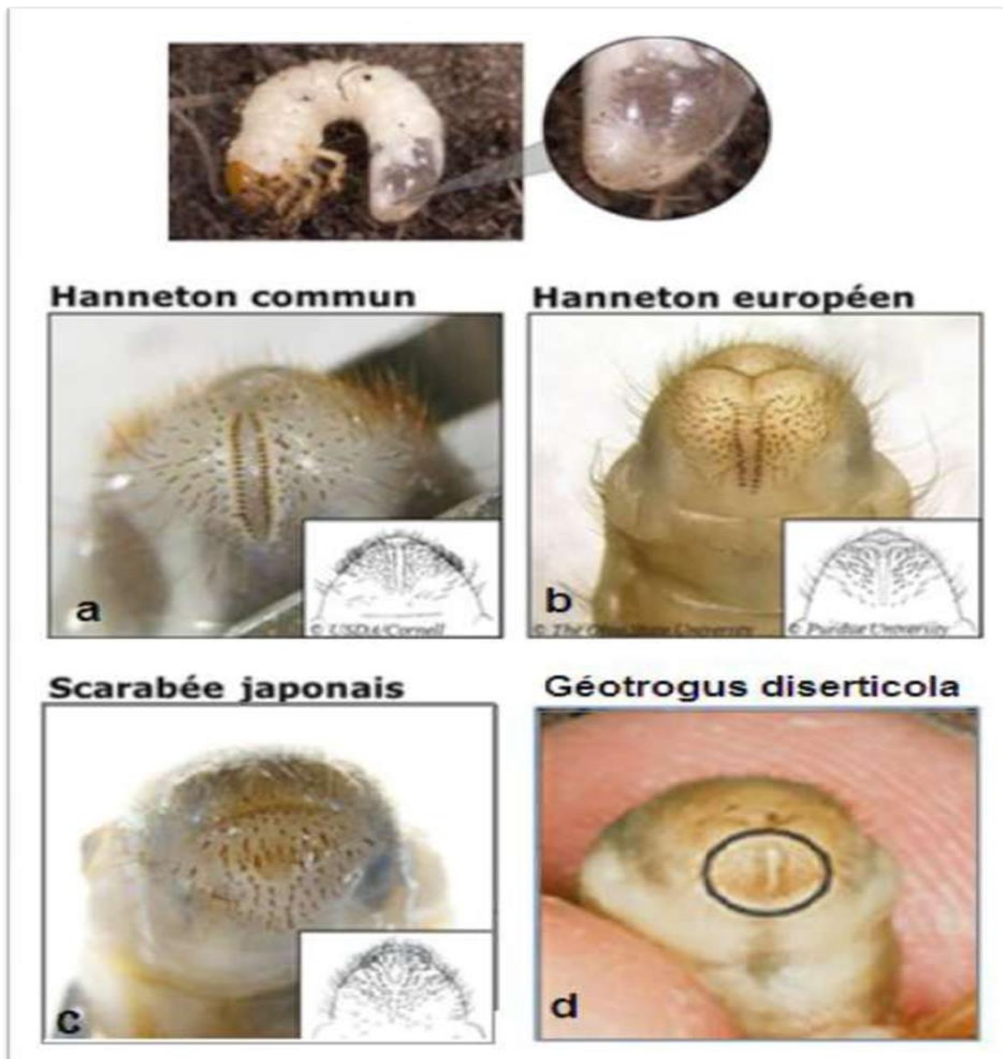 Hanneton commun
Hanneton européen
a
© USDA/Cornell
b
© The Ohio State University
© Purdue University
Scarabée japonais
Géotrogus diserticola
c
d